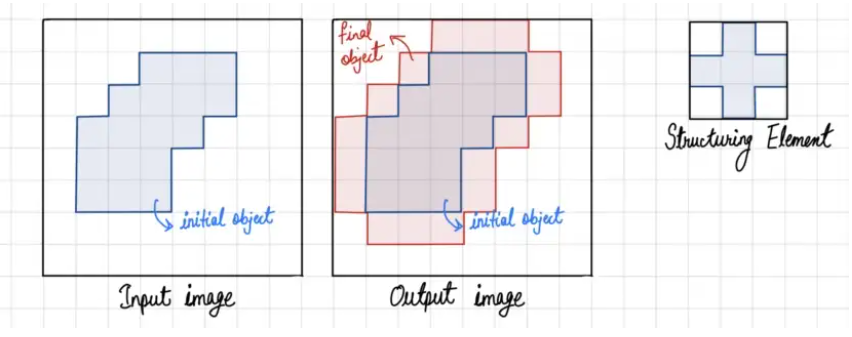 final
object
initial object
initial object
Structuring Element
Input image
Output image